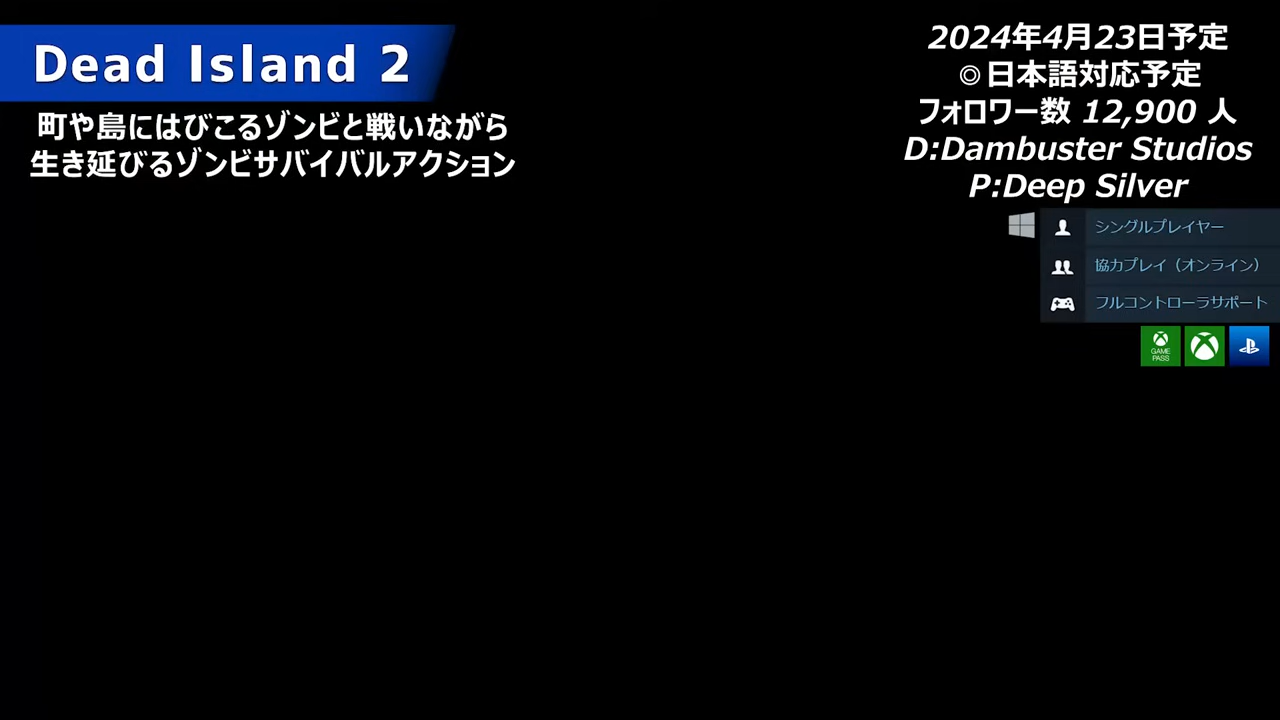 Dead Island 2
町や島にはびこるゾンビと戦いながら
生き延びるゾンビサバイバルアクション
2024年4月23日予定
◎日本語対応予定
フォロワー数 12,900 人
D:Dambuster Studios
P:Deep Silver
シングルプレイヤー
協力プレイ（オンライン）
フルコントローラサポート
GAME
PASS